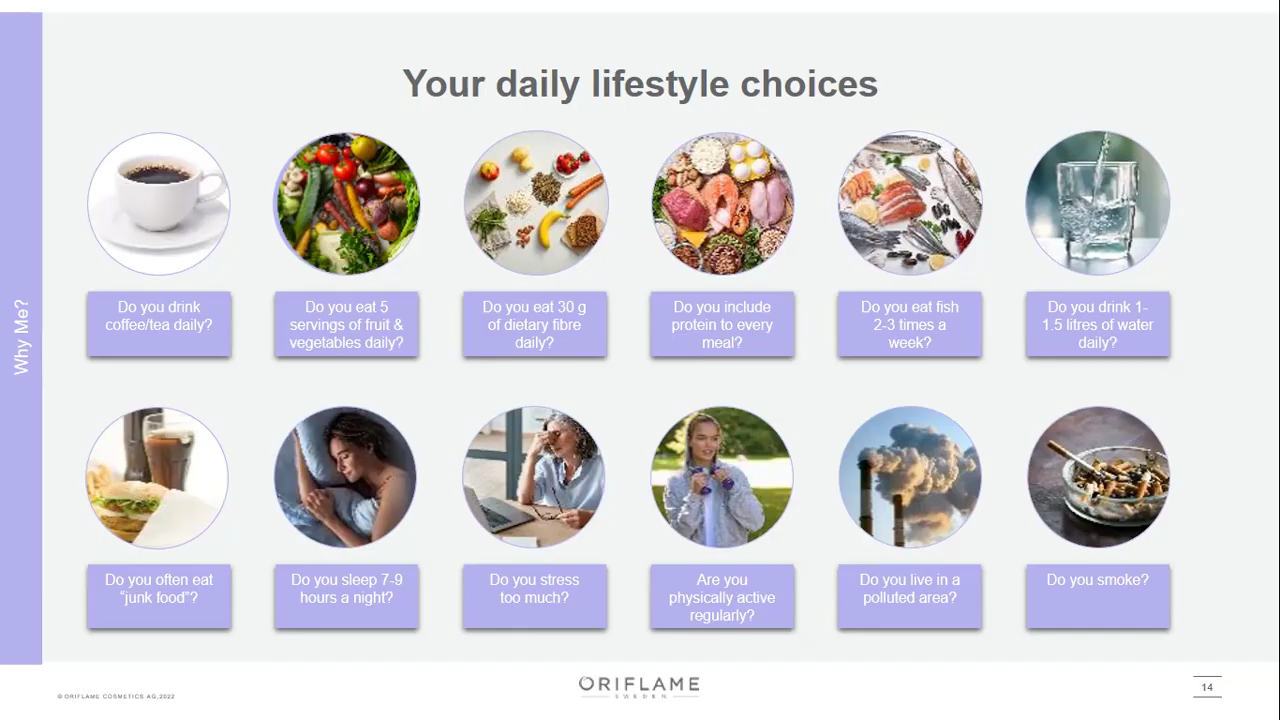 Your daily lifestyle choices
Why Me?
Do you drink
coffee/tea daily?
Do you eat 5
servings of fruit &
vegetables daily?
Do you eat 30 g
of dietary fibre
daily?
Do you include
protein to every
meal?
Do you eat fish
2-3 times a
week?
Do you drink 1-
1.5 litres of water
daily?
Do you often eat
“junk food”?
Do you sleep 7-9
hours a night?
Do you stress
too much?
Are you
physically active
regularly?
Do you live in a
polluted area?
Do you smoke?
© ORIFLAME COSMETICS AG, 2022
ORIFLAME
SWEDEN
14